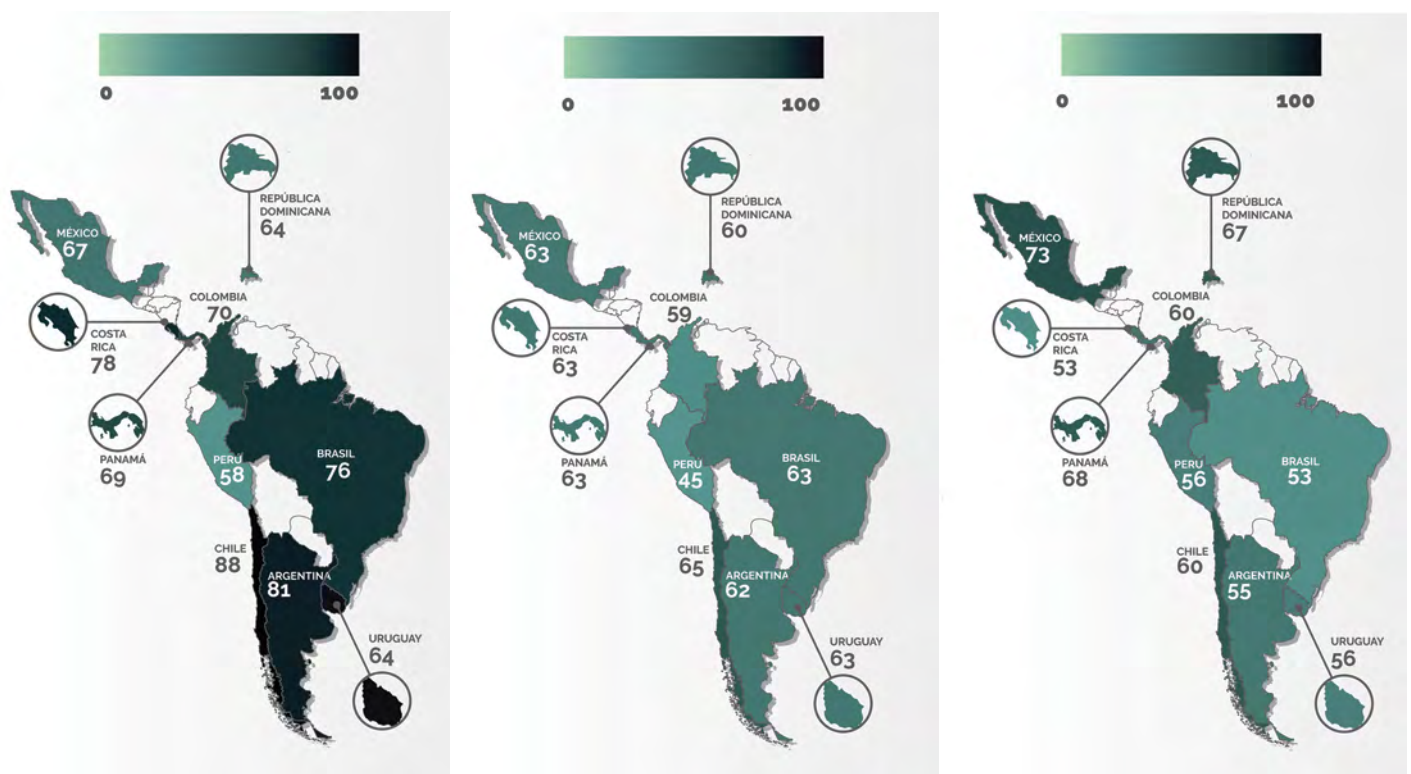 0 100
REPÚBLICA
DOMINICANA
64
MÉXICO
67
COLOMBIA
70
COSTA
RICA
78
PANAMÁ
69
PERÚ
58
BRASIL
76
CHILE
88
ARGENTINA
81
URUGUAY
64
0 100
REPÚBLICA
DOMINICANA
60
MÉXICO
63
COLOMBIA
59
COSTA
RICA
63
PANAMÁ
63
PERÚ
45
BRASIL
63
CHILE
65
ARGENTINA
62
URUGUAY
63
0 100
REPÚBLICA
DOMINICANA
67
MÉXICO
73
COLOMBIA
60
COSTA
RICA
53
PANAMÁ
68
PERÚ
56
BRASIL
53
CHILE
60
ARGENTINA
55
URUGUAY
56